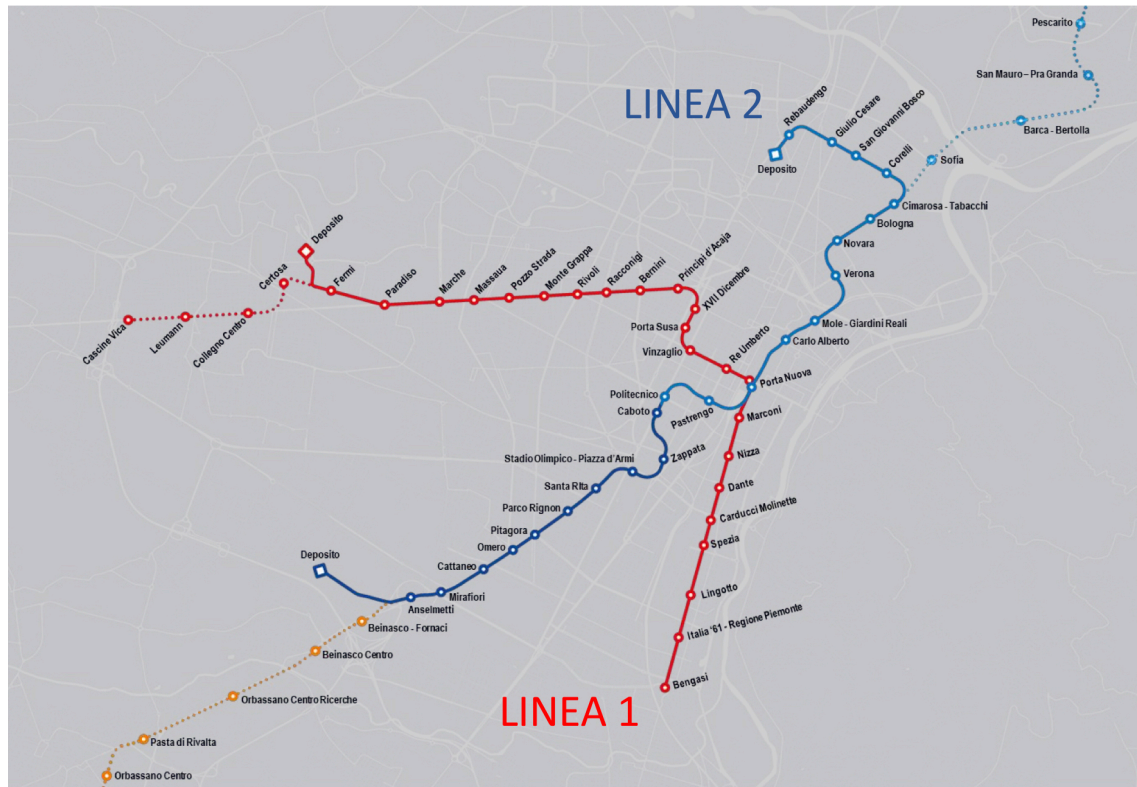 Pescarito
San Mauro – Pra Granda
Barca - Bertolla
Sofia
LINEA 2
Rebaudengo
Giulio Cesare
San Giovanni Bosco
Corelli
Deposito
Cimarosa - Tabacchi
Bologna
Novara
Verona
Mole - Giardini Reali
Carlo Alberto
Porta Nuova
Deposito
Certosa
Fermi
Paradiso
Marche
Massaua
Pozzo Strada
Monte Grappa
Rivoli
Racconigi
Bernini
Principi d'Acaja
XVII Dicembre
Porta Susa
Vinzaglio
Re Umberto
Cascine Vica
Leumann
Collegno Centro
Politecnico
Caboto
Pastrengo
Marconi
Zappata
Nizza
Stadio Olimpico - Piazza d'Armi
Santa RIta
Dante
Parco Rignon
Carducci Molinette
Pitagora
Spezia
Omero
Deposito
Cattaneo
Mirafiori
Anselmetti
Lingotto
Beinasco - Fornaci
Italia '61 - Regione Piemonte
Beinasco Centro
Bengasi
Orbassano Centro Ricerche
LINEA 1
Pasta di Rivalta
Orbassano Centro